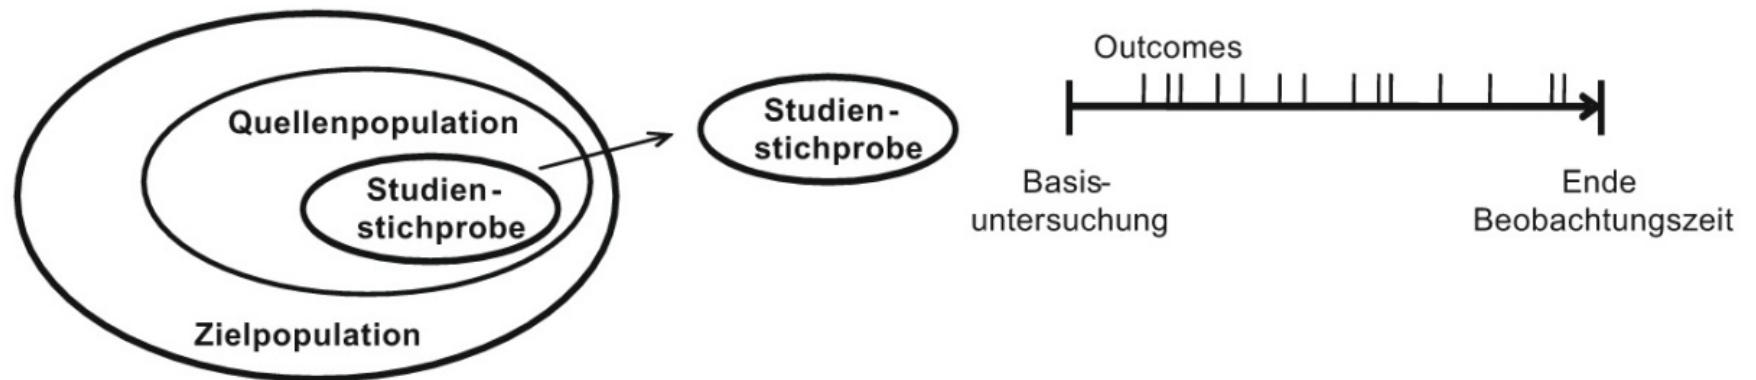 Quellenpopulation
Studien-
stichprobe
Zielpopulation
Studien-
stichprobe
Outcomes
Basis-
untersuchung
Ende
Beobachtungszeit